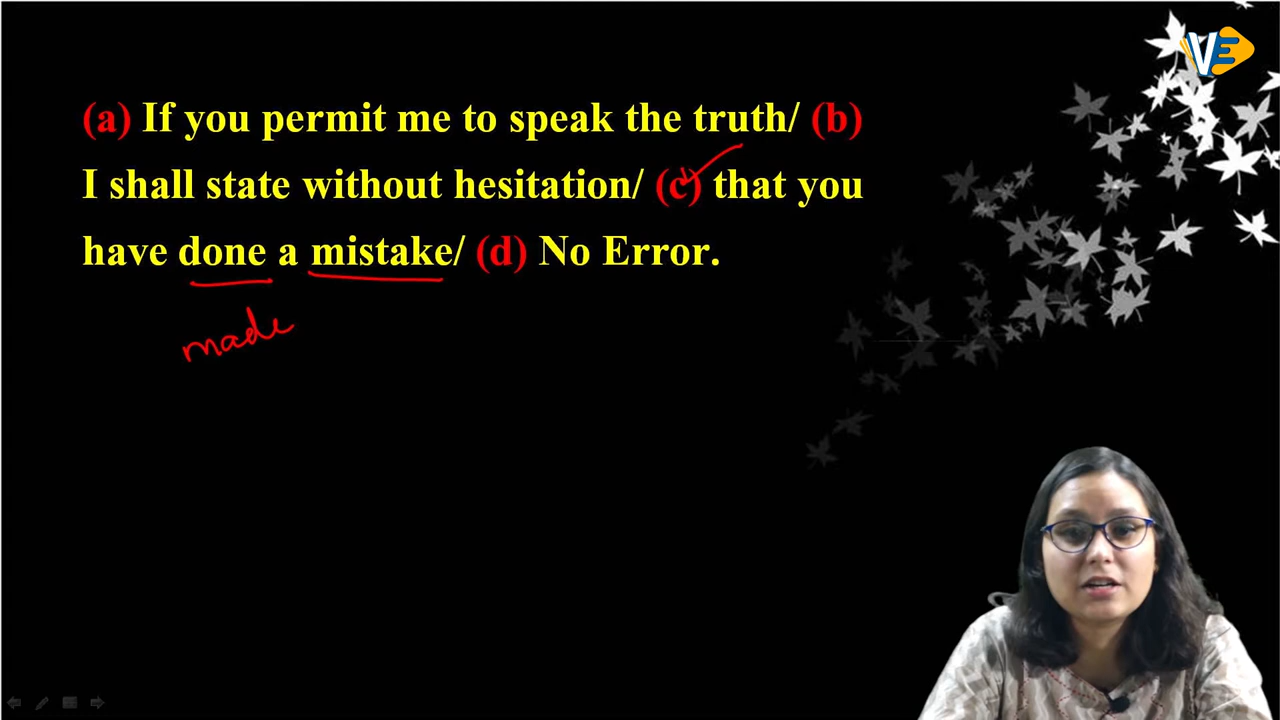 VE
(a) If you permit me to speak the truth/ (b)
I shall state without hesitation/ (c) that you
have done a mistake/ (d) No Error.
made